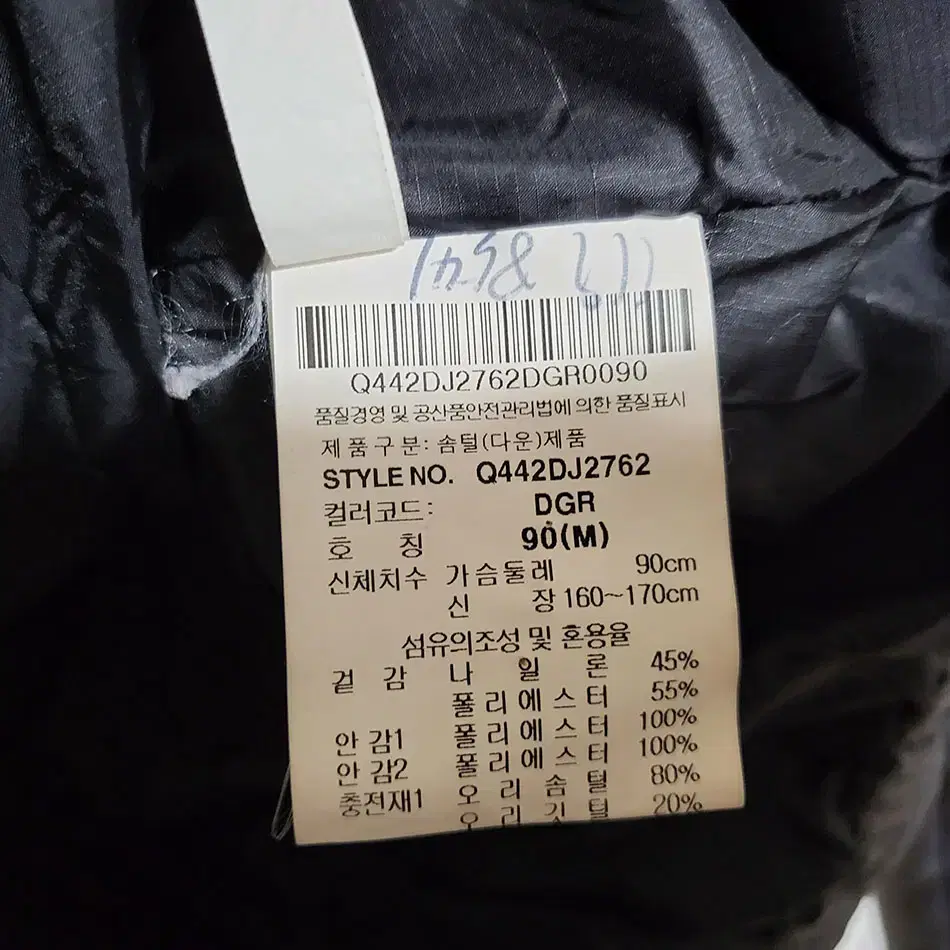 Q442DJ2762DGR0090
품질경영 및 공산품안전관리법에 의한 품질표시
제 품 구 분: 솜털(다운)제품
STYLE NO. Q442DJ2762
컬러코드: DGR
호 칭 90(M)
신체치수 가슴둘레 90cm
신 장 160~170cm
섬유의조성 및 혼용율
겉 감 나 일 론 45%
폴 리 에 스 터 55%
안 감1 폴 리 에 스 터 100%
안 감2 폴 리 에 스 터 100%
충전재1 오 리 솜 털 80%
오 리 깃 털 20%